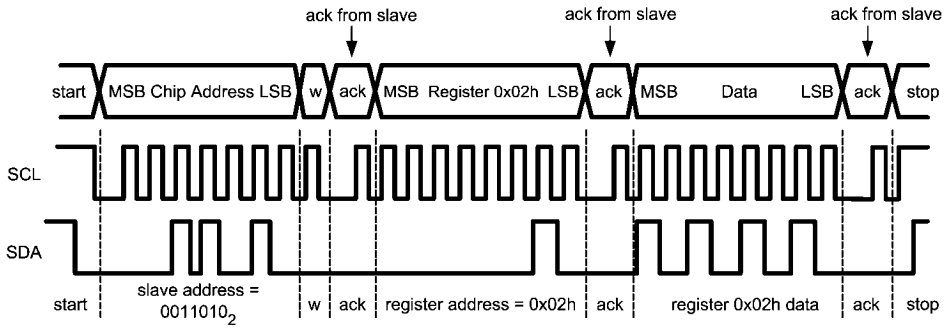 ack from slave ack from slave ack from slave
start MSB Chip Address LSB w ack MSB Register 0x02h LSB ack MSB Data LSB ack stop
SCL
SDA
start slave address = w ack register address = 0x02h ack register 0x02h data ack stop
0011010₂